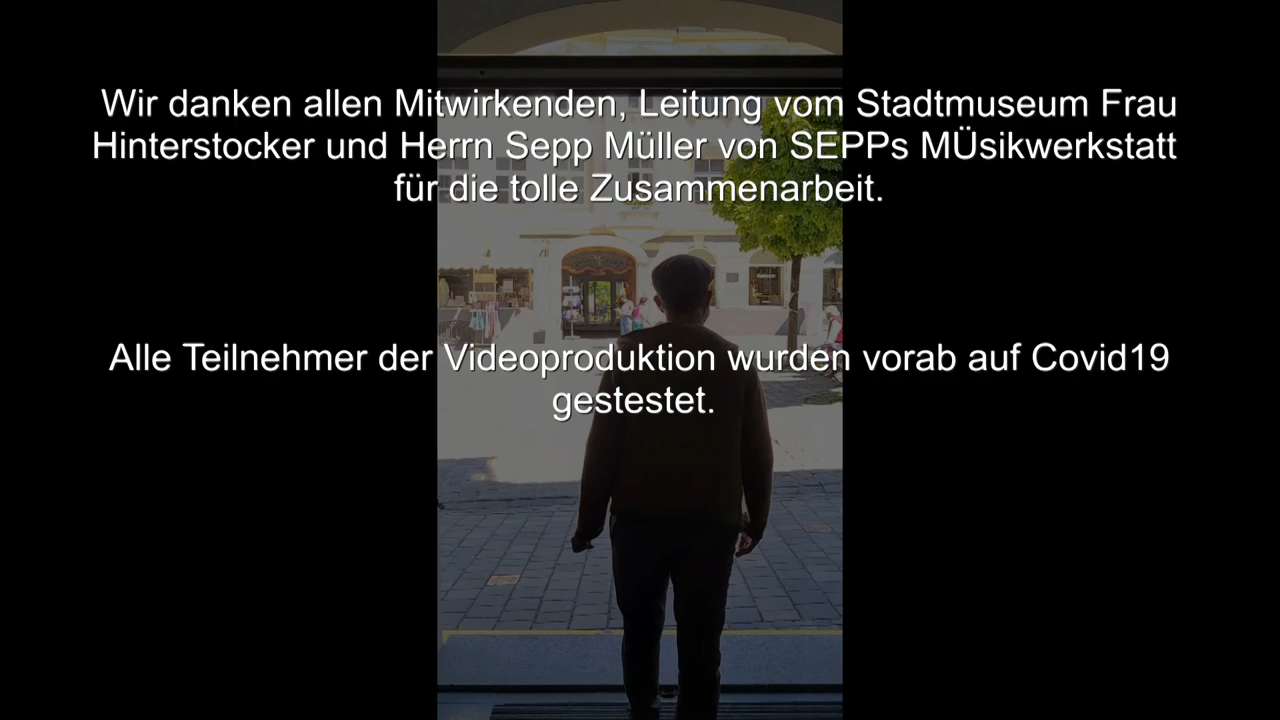 Wir danken allen Mitwirkenden, Leitung vom Stadtmuseum Frau
Hinterstocker und Herrn Sepp Müller von SEPPs MÜsikwerkstatt
für die tolle Zusammenarbeit.
Alle Teilnehmer der Videoproduktion wurden vorab auf Covid19
gestestet.